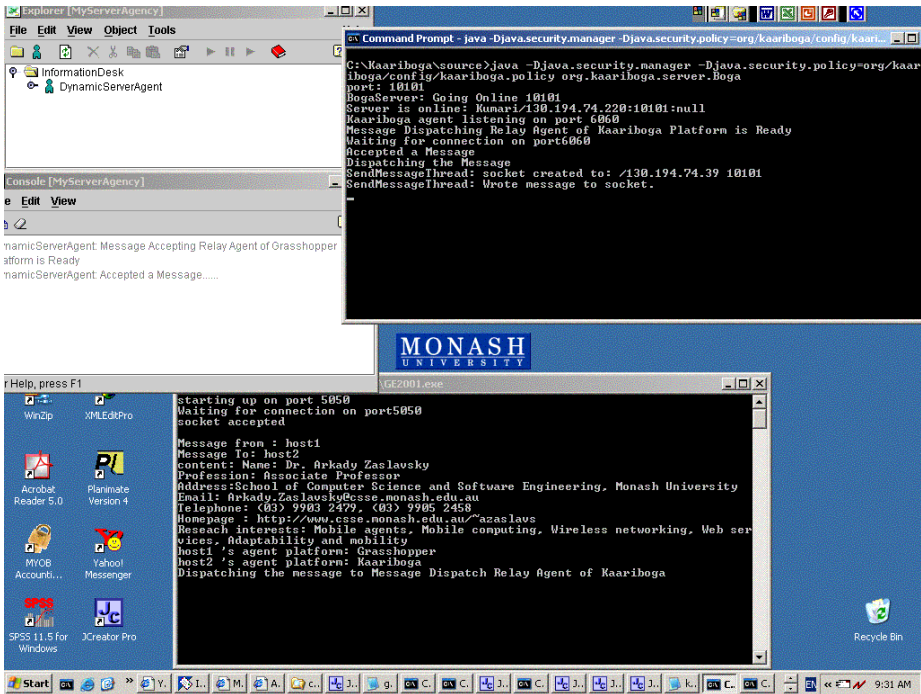 Explorer [MyServerAgency]
File Edit View Object Tools
InformationDesk
DynamicServerAgent
Console [MyServerAgency]
e Edit View
ynamicServerAgent: Message Accepting Relay Agent of Grasshopper
atform is Ready
ynamicServerAgent: Accepted a Message......
r Help, press F1
Command Prompt - java -Djava.security.manager -Djava.security.policy=org/kaariboga/config/kaari...
C:\Kaariboga\source>java -Djava.security.manager -Djava.security.policy=org/kaar
iboga/config/kaariboga.policy org.kaariboga.server.Boga
port: 10101
BogaServer: Going Online 10101
Server is online: Kumari/130.194.74.220:10101:null
Kaariboga agent listening on port 6060
Message Dispatching Relay Agent of Kaariboga Platform is Ready
Waiting for connection on port6060
Accepted a Message
Dispatching the Message
SendMessageThread: socket created to: /130.194.74.39 10101
SendMessageThread: Wrote message to socket.
MONASH
UNIVERSITY
\GE2001.exe
starting up on port 5050
Waiting for connection on port5050
socket accepted
Message from : host1
Message To: host2
content: Name: Dr. Arkady Zaslavsky
Profession: Associate Professor
Address:School of Computer Science and Software Engineering, Monash University
Email: Arkady.Zaslavsky@csse.monash.edu.au
Telephone: (03) 9903 2479, (03) 9905 2458
Homepage : http://www.csse.monash.edu.au/~azaslavs
Reseach interests: Mobile agents, Mobile computing, Wireless networking, Web ser
vices, Adaptability and mobility
host1 's agent platform: Grasshopper
host2 's agent platform: Kaariboga
Dispatching the message to Message Dispatch Relay Agent of Kaariboga
WinZip
XMLEditPro
Acrobat
Reader 5.0
Planimate
Version 4
MYOB
Accounti...
Yahoo!
Messenger
SPSS
SPSS 11.5 for
Windows
JCreator Pro
Recycle Bin
Start
Y.
I..
M.
A.
c..
J..
g.
C.
C.
J..
C.
J..
J..
J..
k..
C.
C.
EN
9:31 AM